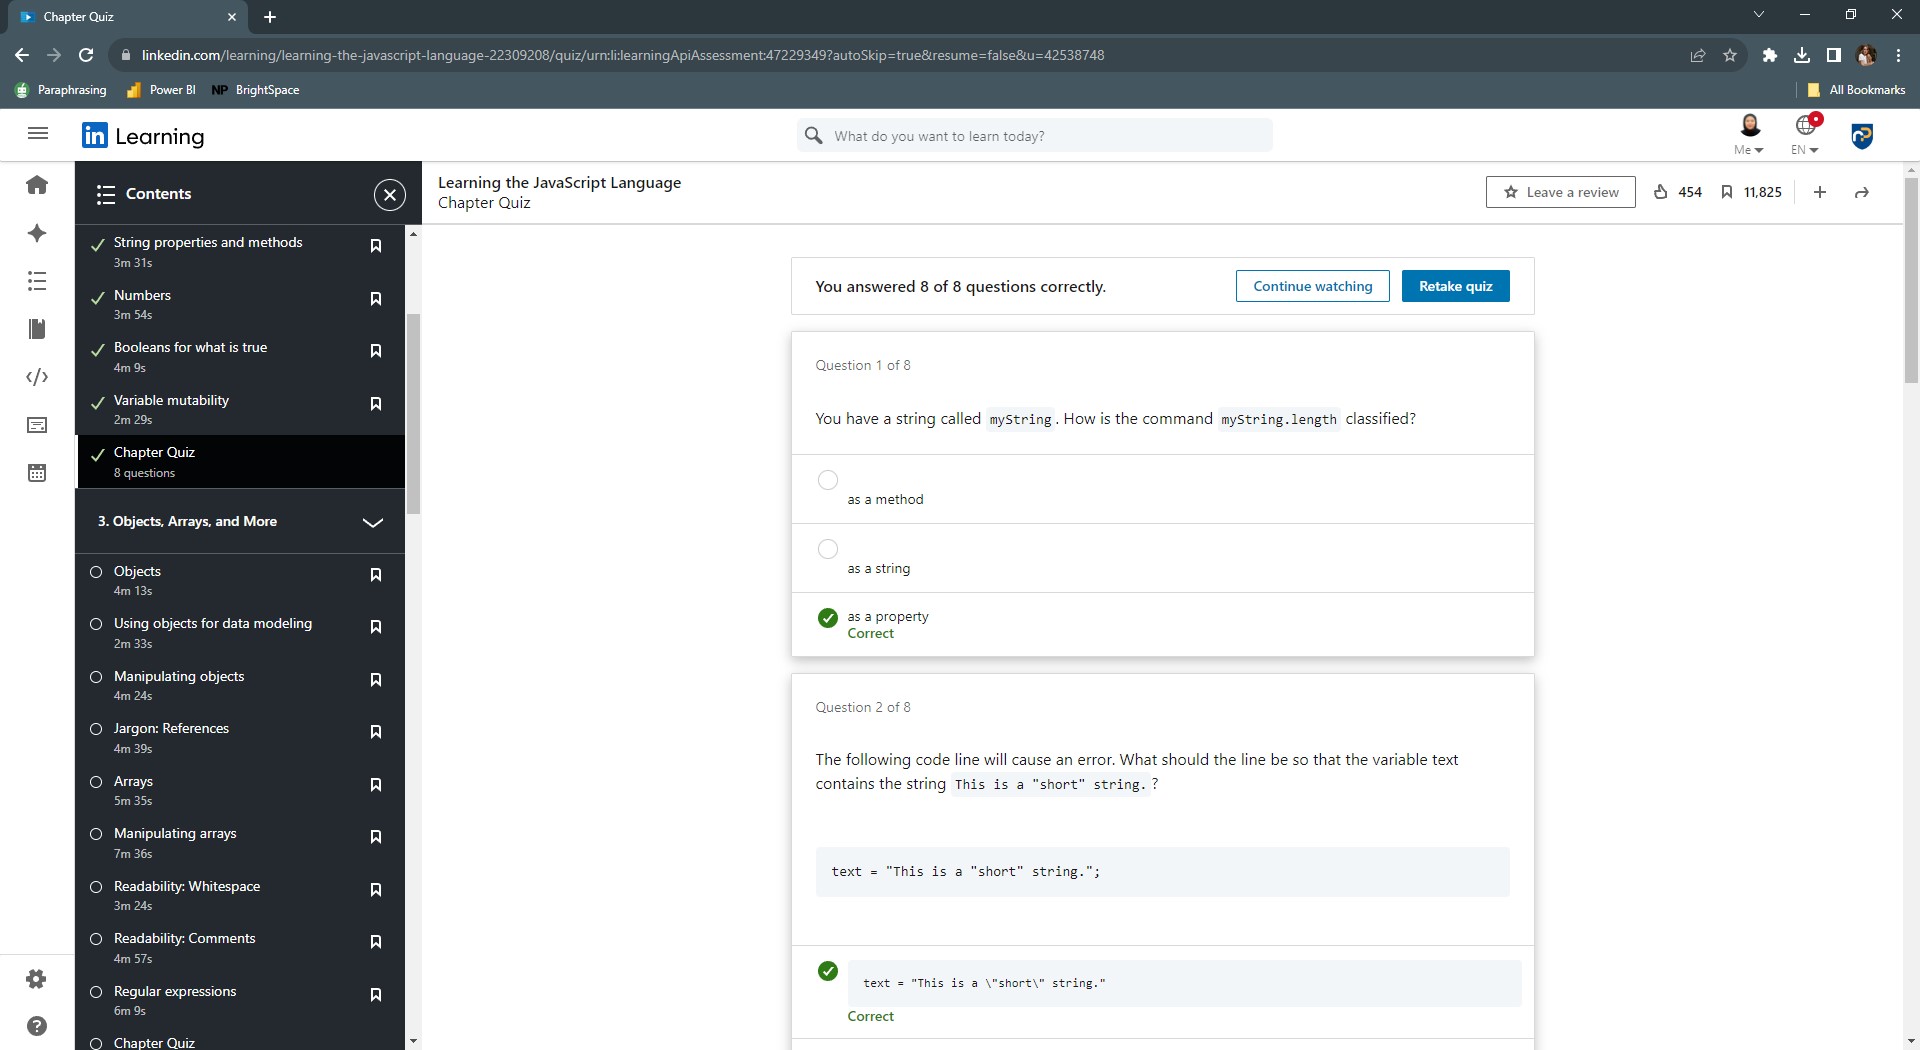 Chapter Quiz
linkedin.com/learning/learning-the-javascript-language-22309208/quiz/urn:li:learningApiAssessment:47229349?autoSkip=true&resume=false&u=42538748
Paraphrasing
Power BI
NP BrightSpace
All Bookmarks
in Learning
What do you want to learn today?
Me
EN
Contents
Learning the JavaScript Language
Chapter Quiz
Leave a review
454
11,825
String properties and methods
3m 31s
Numbers
3m 54s
Booleans for what is true
4m 9s
Variable mutability
2m 29s
Chapter Quiz
8 questions
3. Objects, Arrays, and More
Objects
4m 13s
Using objects for data modeling
2m 33s
Manipulating objects
4m 24s
Jargon: References
4m 39s
Arrays
5m 35s
Manipulating arrays
7m 36s
Readability: Whitespace
3m 24s
Readability: Comments
4m 57s
Regular expressions
6m 9s
Chapter Quiz
You answered 8 of 8 questions correctly.
Continue watching
Retake quiz
Question 1 of 8
You have a string called myString. How is the command myString.length classified?
as a method
as a string
as a property
Correct
Question 2 of 8
The following code line will cause an error. What should the line be so that the variable text
contains the string This is a "short" string. ?
text = "This is a "short" string.";
text = "This is a \"short\" string."
Correct